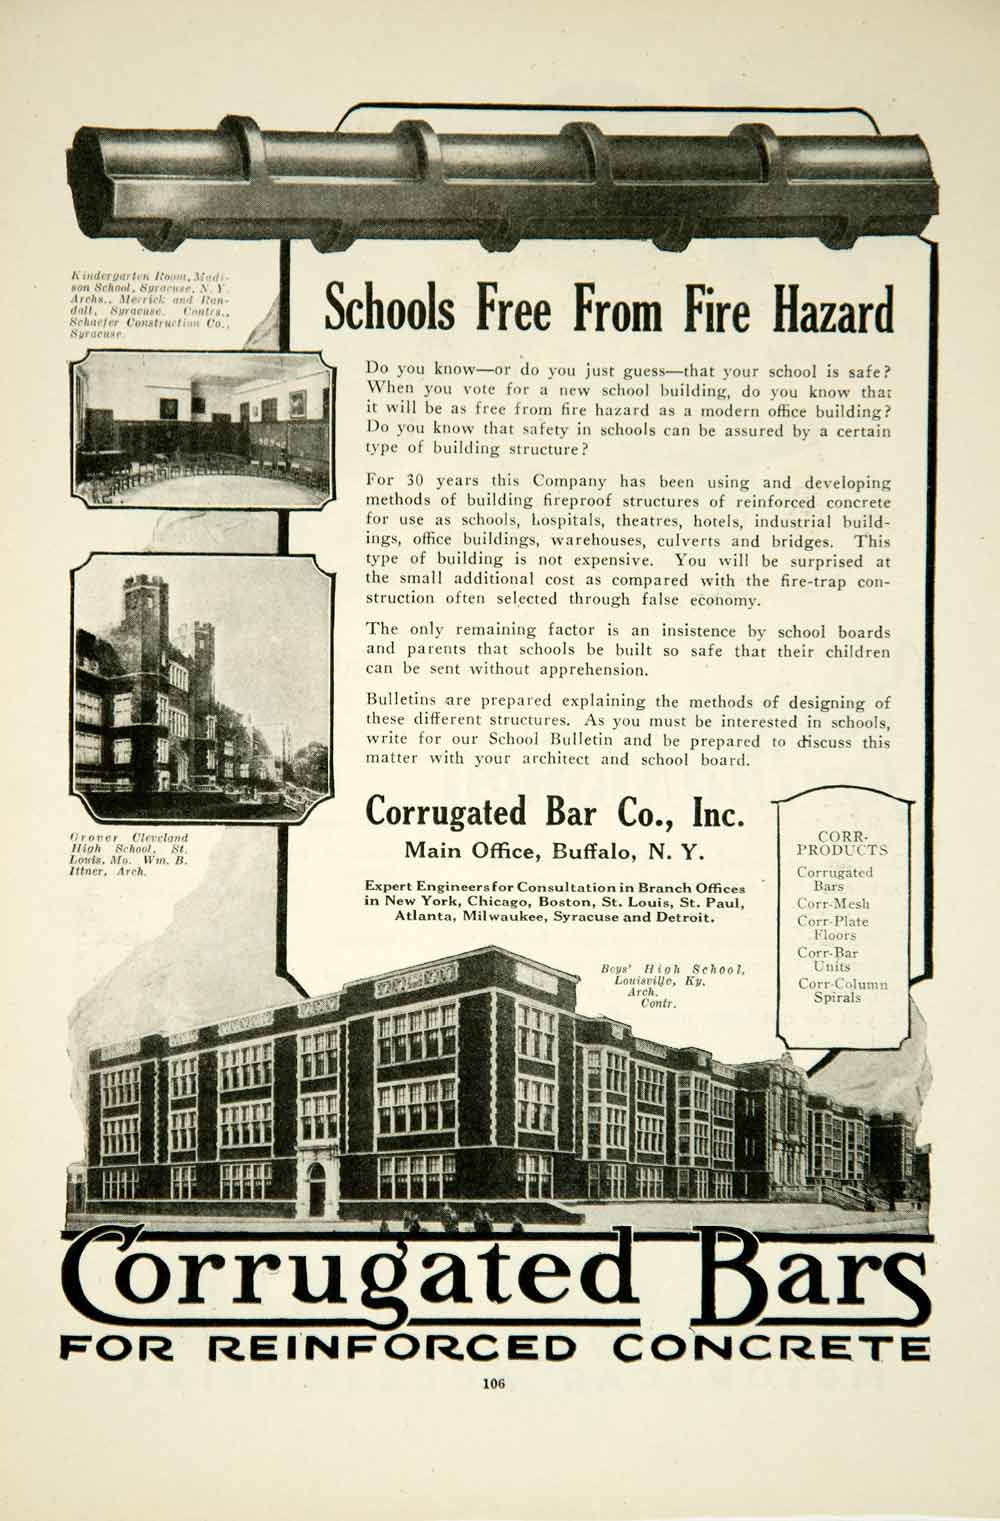 Kindergarten Room, Madi-
son School, Syracuse, N. Y.
Archs., Merrick and Ran-
dall, Syracuse. Contrs.,
Schaefer Construction Co.,
Syracuse.
Schools Free From Fire Hazard
Do you know—or do you just guess—that your school is safe?
When you vote for a new school building, do you know that
it will be as free from fire hazard as a modern office building?
Do you know that safety in schools can be assured by a certain
type of building structure?
For 30 years this Company has been using and developing
methods of building fireproof structures of reinforced concrete
for use as schools, hospitals, theatres, hotels, industrial build-
ings, office buildings, warehouses, culverts and bridges. This
type of building is not expensive. You will be surprised at
the small additional cost as compared with the fire-trap con-
struction often selected through false economy.
The only remaining factor is an insistence by school boards
and parents that schools be built so safe that their children
can be sent without apprehension.
Bulletins are prepared explaining the methods of designing of
these different structures. As you must be interested in schools,
write for our School Bulletin and be prepared to discuss this
matter with your architect and school board.
Grover Cleveland
High School, St.
Louis, Mo. Wm. B.
Ittner, Arch.
Corrugated Bar Co., Inc.
Main Office, Buffalo, N. Y.
Expert Engineers for Consultation in Branch Offices
in New York, Chicago, Boston, St. Louis, St. Paul,
Atlanta, Milwaukee, Syracuse and Detroit.
CORR-
PRODUCTS
Corrugated
Bars
Corr-Mesh
Corr-Plate
Floors
Corr-Bar
Units
Corr-Column
Spirals
Boys' High School,
Louisville, Ky.
Arch.
Contr.
Corrugated Bars
FOR REINFORCED CONCRETE
106